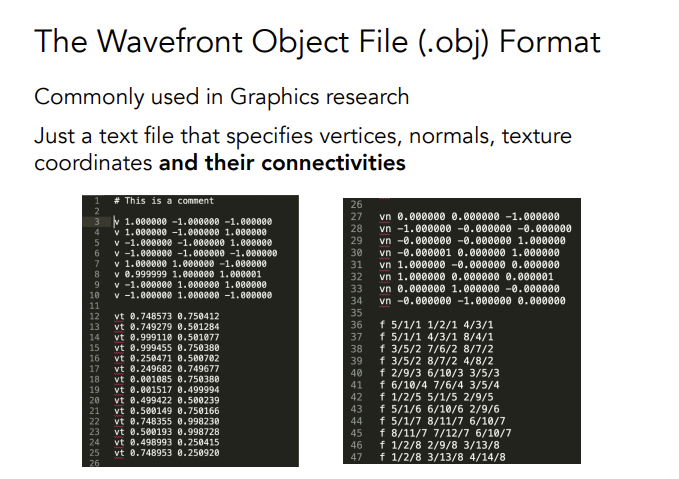 The Wavefront Object File (.obj) Format
Commonly used in Graphics research
Just a text file that specifies vertices, normals, texture
coordinates and their connectivities
1 # This is a comment
2
3 v 1.000000 -1.000000 -1.000000
4 v 1.000000 -1.000000 1.000000
5 v -1.000000 -1.000000 1.000000
6 v -1.000000 -1.000000 -1.000000
7 v 1.000000 1.000000 -1.000000
8 v 0.999999 1.000000 1.000001
9 v -1.000000 1.000000 1.000000
10 v -1.000000 1.000000 -1.000000
11
12 vt 0.748573 0.750412
13 vt 0.749279 0.501284
14 vt 0.999110 0.501077
15 vt 0.999455 0.750380
16 vt 0.250471 0.500702
17 vt 0.249682 0.749677
18 vt 0.001085 0.750380
19 vt 0.001517 0.499994
20 vt 0.499422 0.500239
21 vt 0.500149 0.750166
22 vt 0.748355 0.998230
23 vt 0.500193 0.998728
24 vt 0.498993 0.250415
25 vt 0.748953 0.250920
26
26
27 vn 0.000000 0.000000 -1.000000
28 vn -1.000000 -0.000000 -0.000000
29 vn -0.000000 -0.000000 1.000000
30 vn -0.000001 0.000000 1.000000
31 vn 1.000000 -0.000000 0.000000
32 vn 1.000000 0.000000 0.000001
33 vn 0.000000 1.000000 -0.000000
34 vn -0.000000 -1.000000 0.000000
35
36 f 5/1/1 1/2/1 4/3/1
37 f 5/1/1 4/3/1 8/4/1
38 f 3/5/2 7/6/2 8/7/2
39 f 3/5/2 8/7/2 4/8/2
40 f 2/9/3 6/10/3 3/5/3
41 f 6/10/4 7/6/4 3/5/4
42 f 1/2/5 5/1/5 2/9/5
43 f 5/1/6 6/10/6 2/9/6
44 f 5/1/7 8/11/7 6/10/7
45 f 8/11/7 7/12/7 6/10/7
46 f 1/2/8 2/9/8 3/13/8
47 f 1/2/8 3/13/8 4/14/8